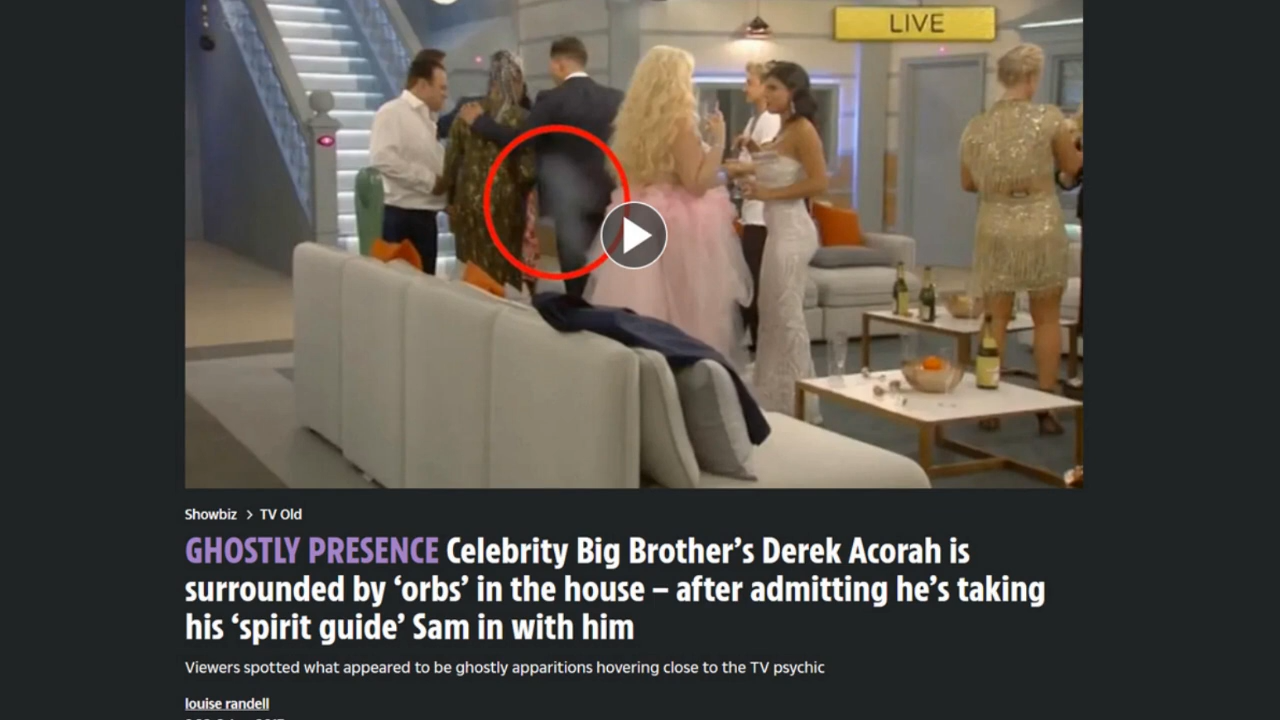 LIVE
Showbiz > TV Old
GHOSTLY PRESENCE Celebrity Big Brother’s Derek Acorah is
surrounded by ‘orbs’ in the house – after admitting he’s taking
his ‘spirit guide’ Sam in with him
Viewers spotted what appeared to be ghostly apparitions hovering close to the TV psychic
louise randell